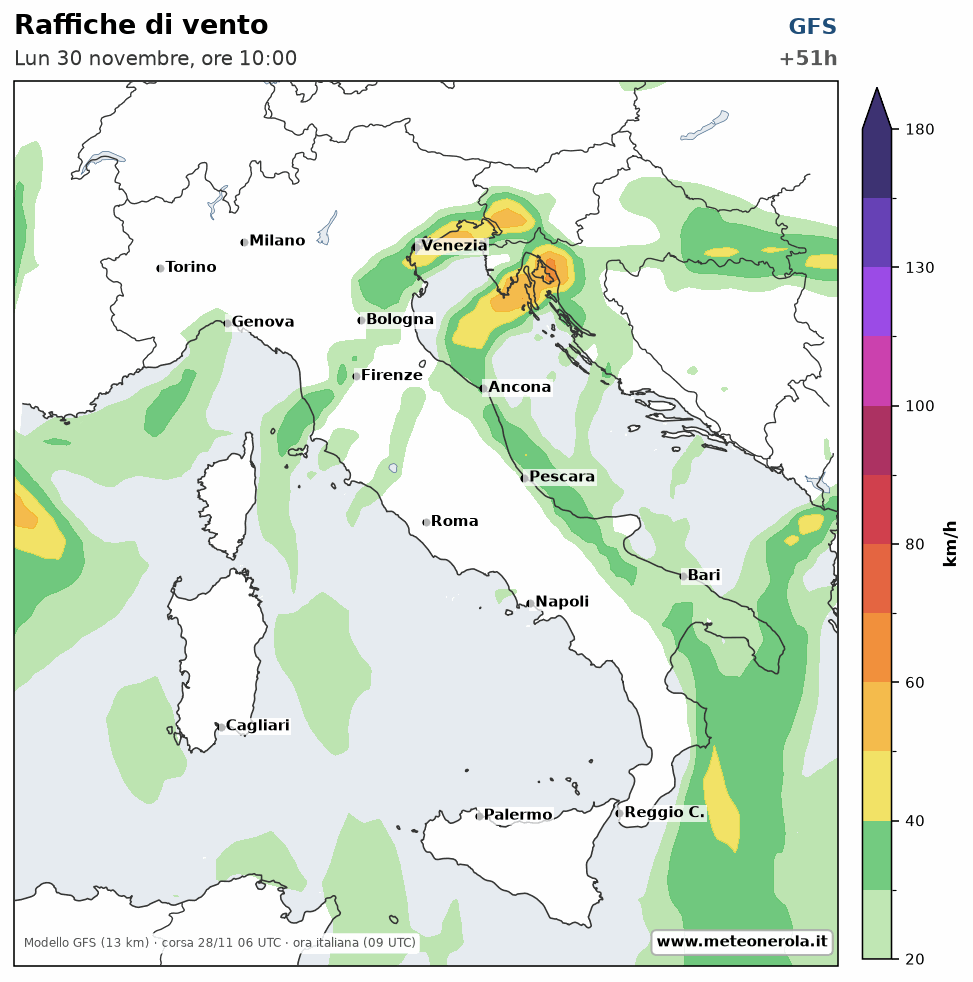 Raffiche di vento
GFS
Lun 30 novembre, ore 10:00
+51h
180
130
100
80
60
40
20
km/h
Milano
Venezia
Torino
Genova
Bologna
Firenze
Ancona
Pescara
Roma
Bari
Napoli
Cagliari
Palermo
Reggio C.
Modello GFS (13 km) · corsa 28/11 06 UTC · ora italiana (09 UTC)
www.meteonerola.it